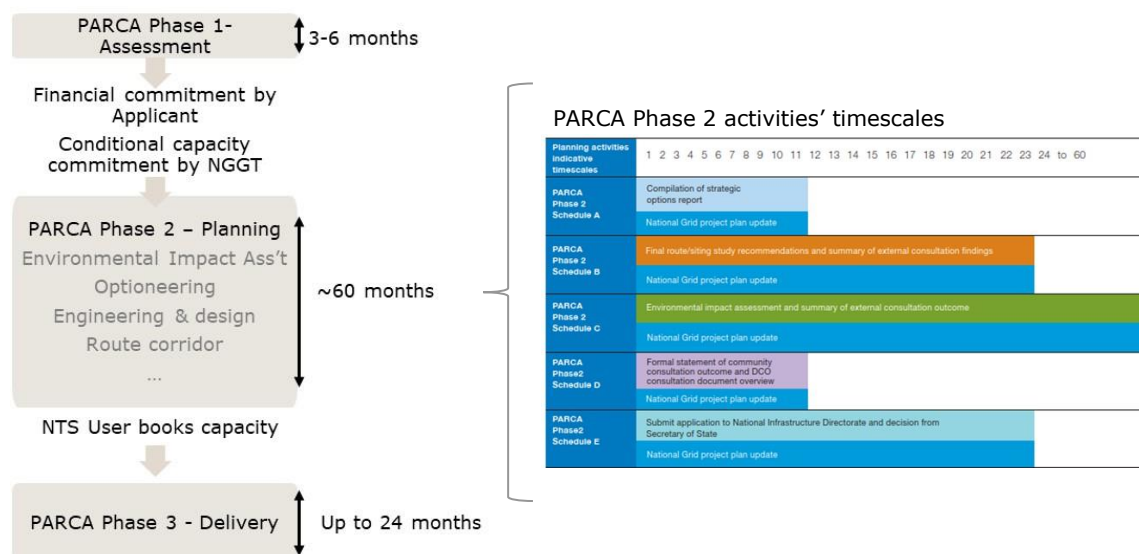 PARCA Phase 1-
Assessment
3-6 months
Financial commitment by
Applicant
Conditional capacity
commitment by NGGT
PARCA Phase 2 – Planning
Environmental Impact Ass't
Optioneering
Engineering & design
Route corridor
...
~60 months
NTS User books capacity
PARCA Phase 3 - Delivery
Up to 24 months
PARCA Phase 2 activities’ timescales
Planning activities
indicative
timescales
1 2 3 4 5 6 7 8 9 10 11 12 13 14 15 16 17 18 19 20 21 22 23 24 to 60
PARCA
Phase 2
Schedule A
Compilation of strategic
options report
National Grid project plan update
PARCA
Phase 2
Schedule B
Final route/siting study recommendations and summary of external consultation findings
National Grid project plan update
PARCA
Phase 2
Schedule C
Environmental impact assessment and summary of external consultation outcome
National Grid project plan update
PARCA
Phase2
Schedule D
Formal statement of community
consultation outcome and DCO
consultation document overview
National Grid project plan update
PARCA
Phase2
Schedule E
Submit application to National Infrastructure Directorate and decision from
Secretary of State
National Grid project plan update